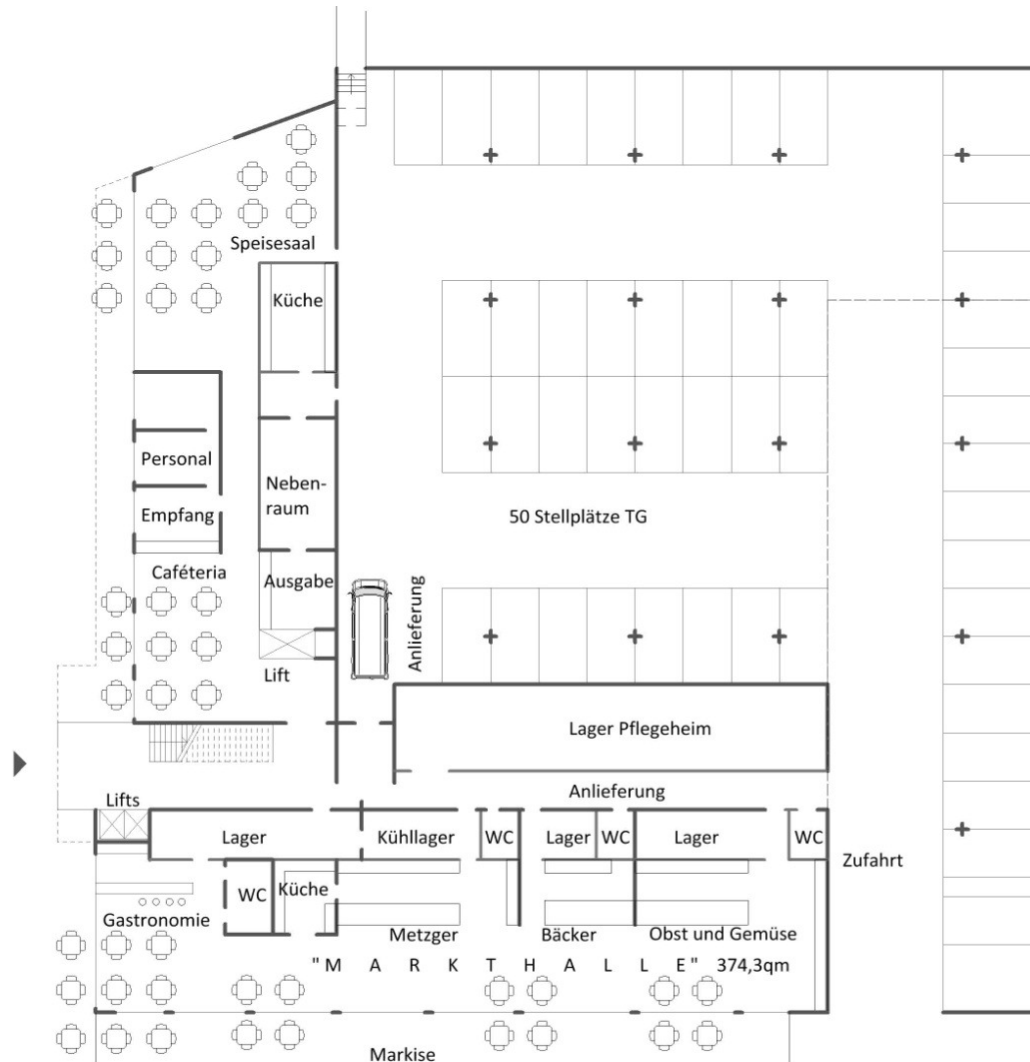 Speisesaal
Küche
Personal
Neben-
raum
Empfang
50 Stellplätze TG
Caféteria
Ausgabe
Anlieferung
Lift
Lager Pflegeheim
Anlieferung
Lifts
Lager
Kühllager
WC
Lager
WC
Lager
WC
Zufahrt
WC
Küche
Gastronomie
Metzger
Bäcker
Obst und Gemüse
"M A R K T H A L L E" 374,3qm
Markise